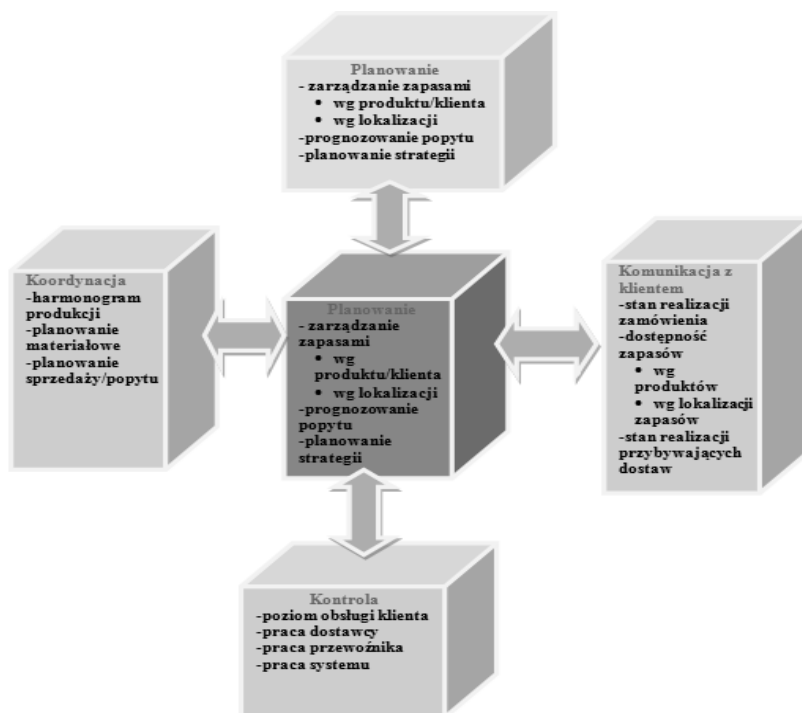 Planowanie
- zarządzanie zapasami
• wg produktu/klienta
• wg lokalizacji
-prognozowanie popytu
-planowanie strategii
Koordynacja
-harmonogram
produkcji
-planowanie
materiałowe
-planowanie
sprzedaży/popytu
Planowanie
- zarządzanie
zapasami
• wg
produktu/klienta
• wg lokalizacji
-prognozowanie
popytu
-planowanie
strategii
Komunikacja z
klientem
-stan realizacji
zamówienia
-dostępność
zapasów
• wg
produktów
• wg lokalizacji
zapasów
-stan realizacji
przybywających
dostaw
Kontrola
-poziom obsługi klienta
-praca dostawcy
-praca przewoźnika
-praca systemu